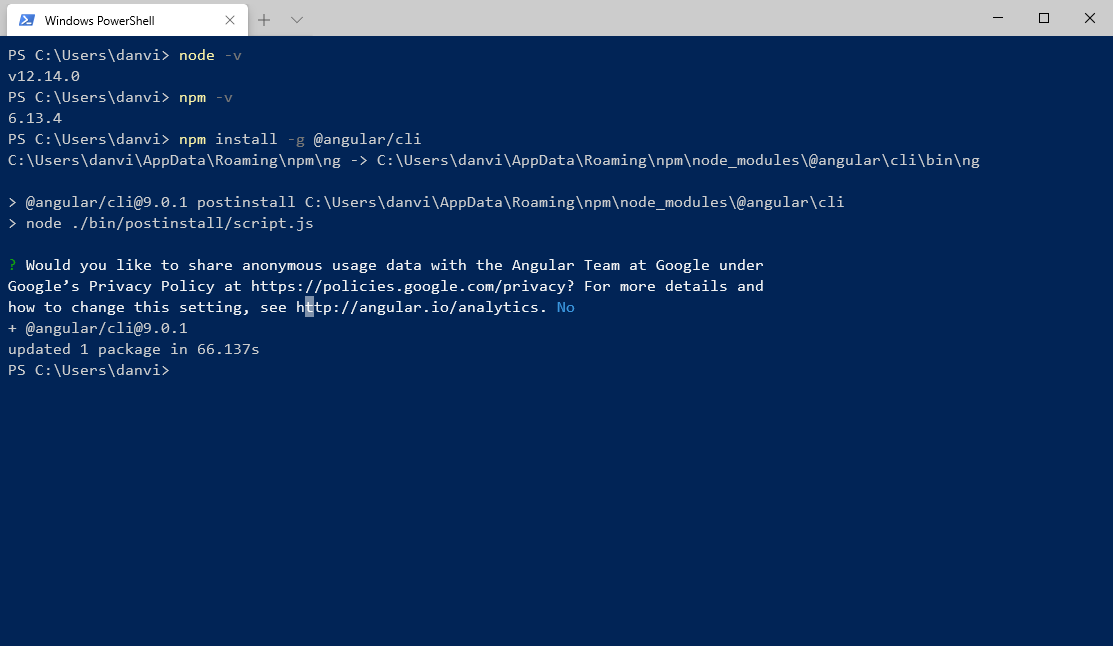 Windows PowerShell
PS C:\Users\danvi> node -v
v12.14.0
PS C:\Users\danvi> npm -v
6.13.4
PS C:\Users\danvi> npm install -g @angular/cli
C:\Users\danvi\AppData\Roaming\npm\ng -> C:\Users\danvi\AppData\Roaming\npm\node_modules\@angular\cli\bin\ng
> @angular/cli@9.0.1 postinstall C:\Users\danvi\AppData\Roaming\npm\node_modules\@angular\cli
> node ./bin/postinstall/script.js
? Would you like to share anonymous usage data with the Angular Team at Google under
Google’s Privacy Policy at https://policies.google.com/privacy? For more details and
how to change this setting, see http://angular.io/analytics. No
+ @angular/cli@9.0.1
updated 1 package in 66.137s
PS C:\Users\danvi>